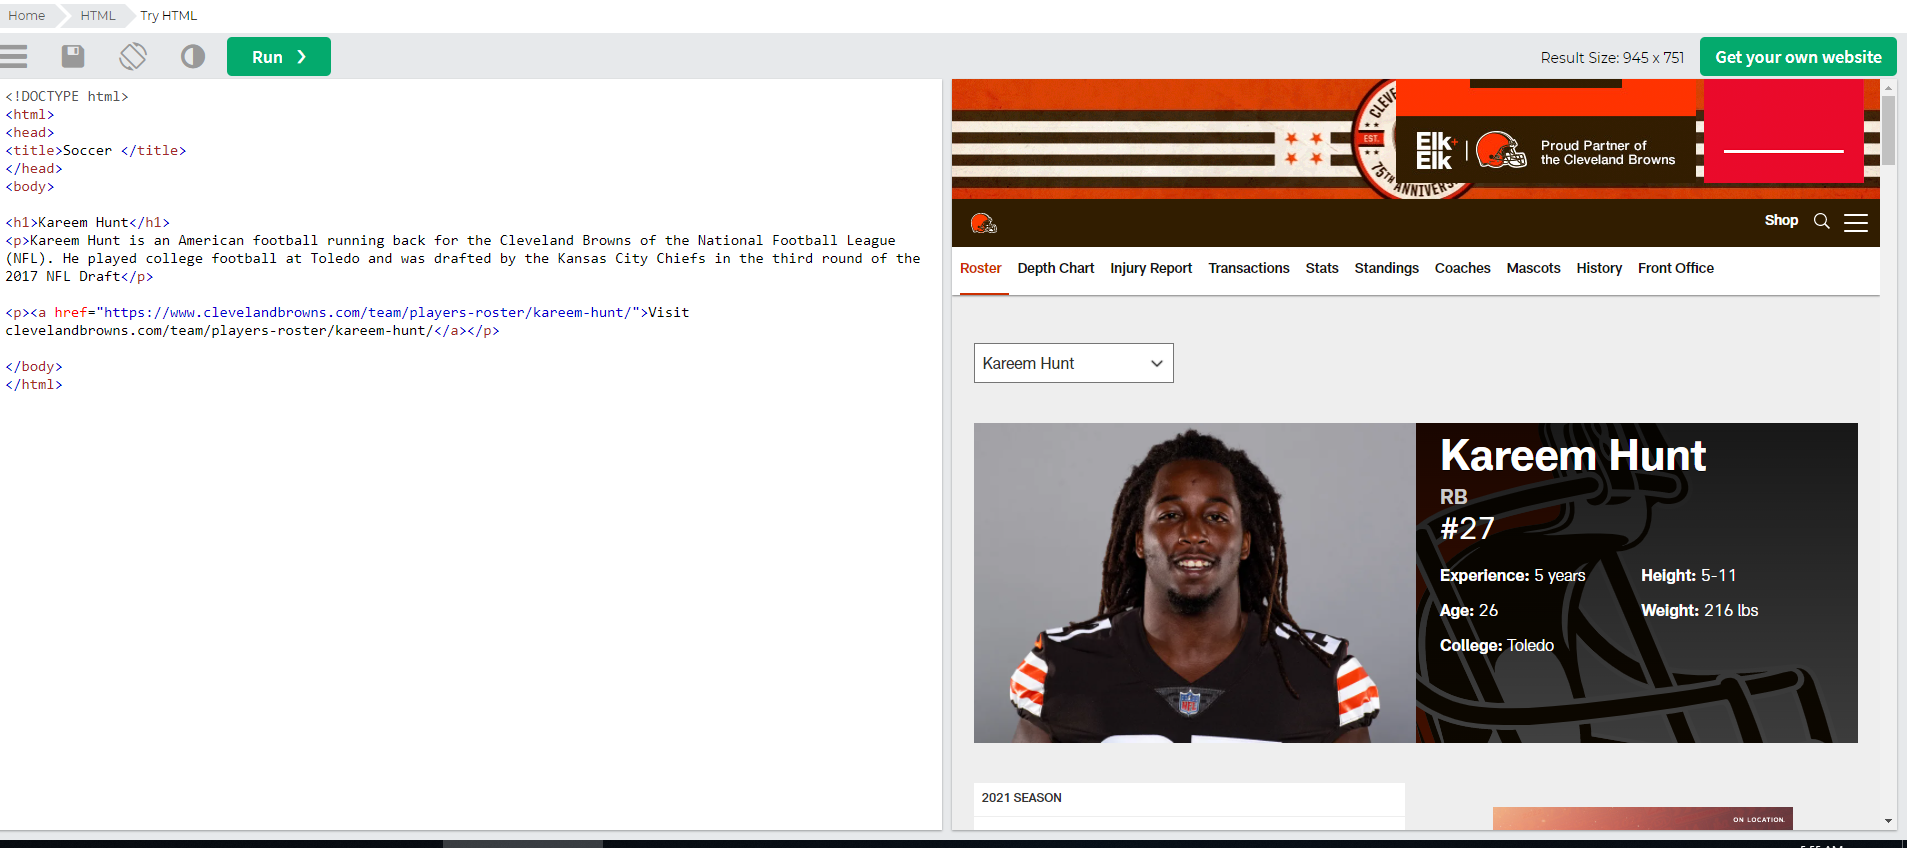 Home HTML Try HTML
Run ❯
Result Size: 945 x 751
Get your own website
<!DOCTYPE html>
<html>
<head>
<title>Soccer </title>
</head>
<body>
<h1>Kareem Hunt</h1>
<p>Kareem Hunt is an American football running back for the Cleveland Browns of the National Football League
(NFL). He played college football at Toledo and was drafted by the Kansas City Chiefs in the third round of the
2017 NFL Draft</p>
<p><a href="https://www.clevelandbrowns.com/team/players-roster/kareem-hunt/">Visit
clevelandbrowns.com/team/players-roster/kareem-hunt/</a></p>
</body>
</html>
EST.
75TH ANNIVERS
Elk+
Elk
Proud Partner of
the Cleveland Browns
Shop
Roster Depth Chart Injury Report Transactions Stats Standings Coaches Mascots History Front Office
Kareem Hunt
Kareem Hunt
RB
#27
Experience: 5 years Height: 5-11
Age: 26 Weight: 216 lbs
College: Toledo
NFL
2021 SEASON
ON LOCATION.